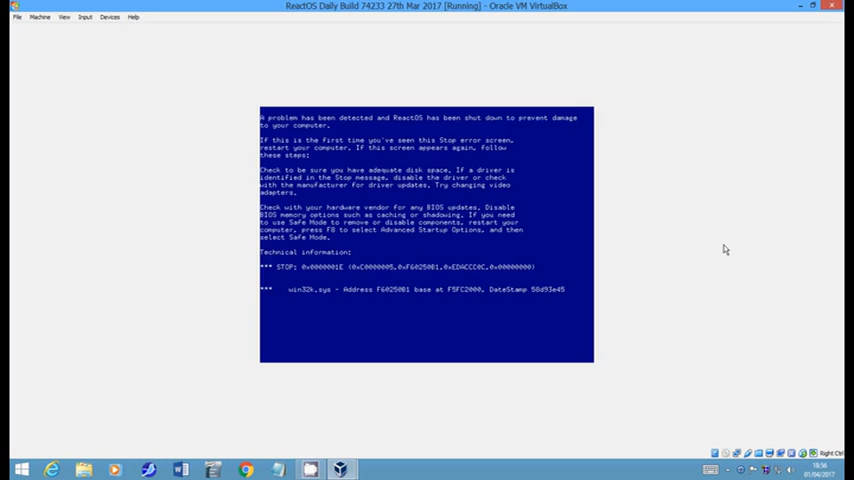 ReactOS Daily Build 74233 27th Mar 2017 [Running] - Oracle VM VirtualBox
File Machine View Input Devices Help
A problem has been detected and ReactOS has been shut down to prevent damage
to your computer.
If this is the first time you've seen this Stop error screen,
restart your computer. If this screen appears again, follow
these steps:
Check to be sure you have adequate disk space. If a driver is
identified in the Stop message, disable the driver or check
with the manufacturer for driver updates. Try changing video
adapters.
Check with your hardware vendor for any BIOS updates. Disable
BIOS memory options such as caching or shadowing. If you need
to use Safe Mode to remove or disable components, restart your
computer, press F8 to select Advanced Startup Options, and then
select Safe Mode.
Technical information:
*** STOP: 0x0000001E (0xC0000005,0xF60250B1,0xEDACCC0C,0x00000000)
*** win32k.sys - Address F60250B1 base at F5FC2000, DateStamp 58d93e45
Right Ctrl
18:56
01/04/2017